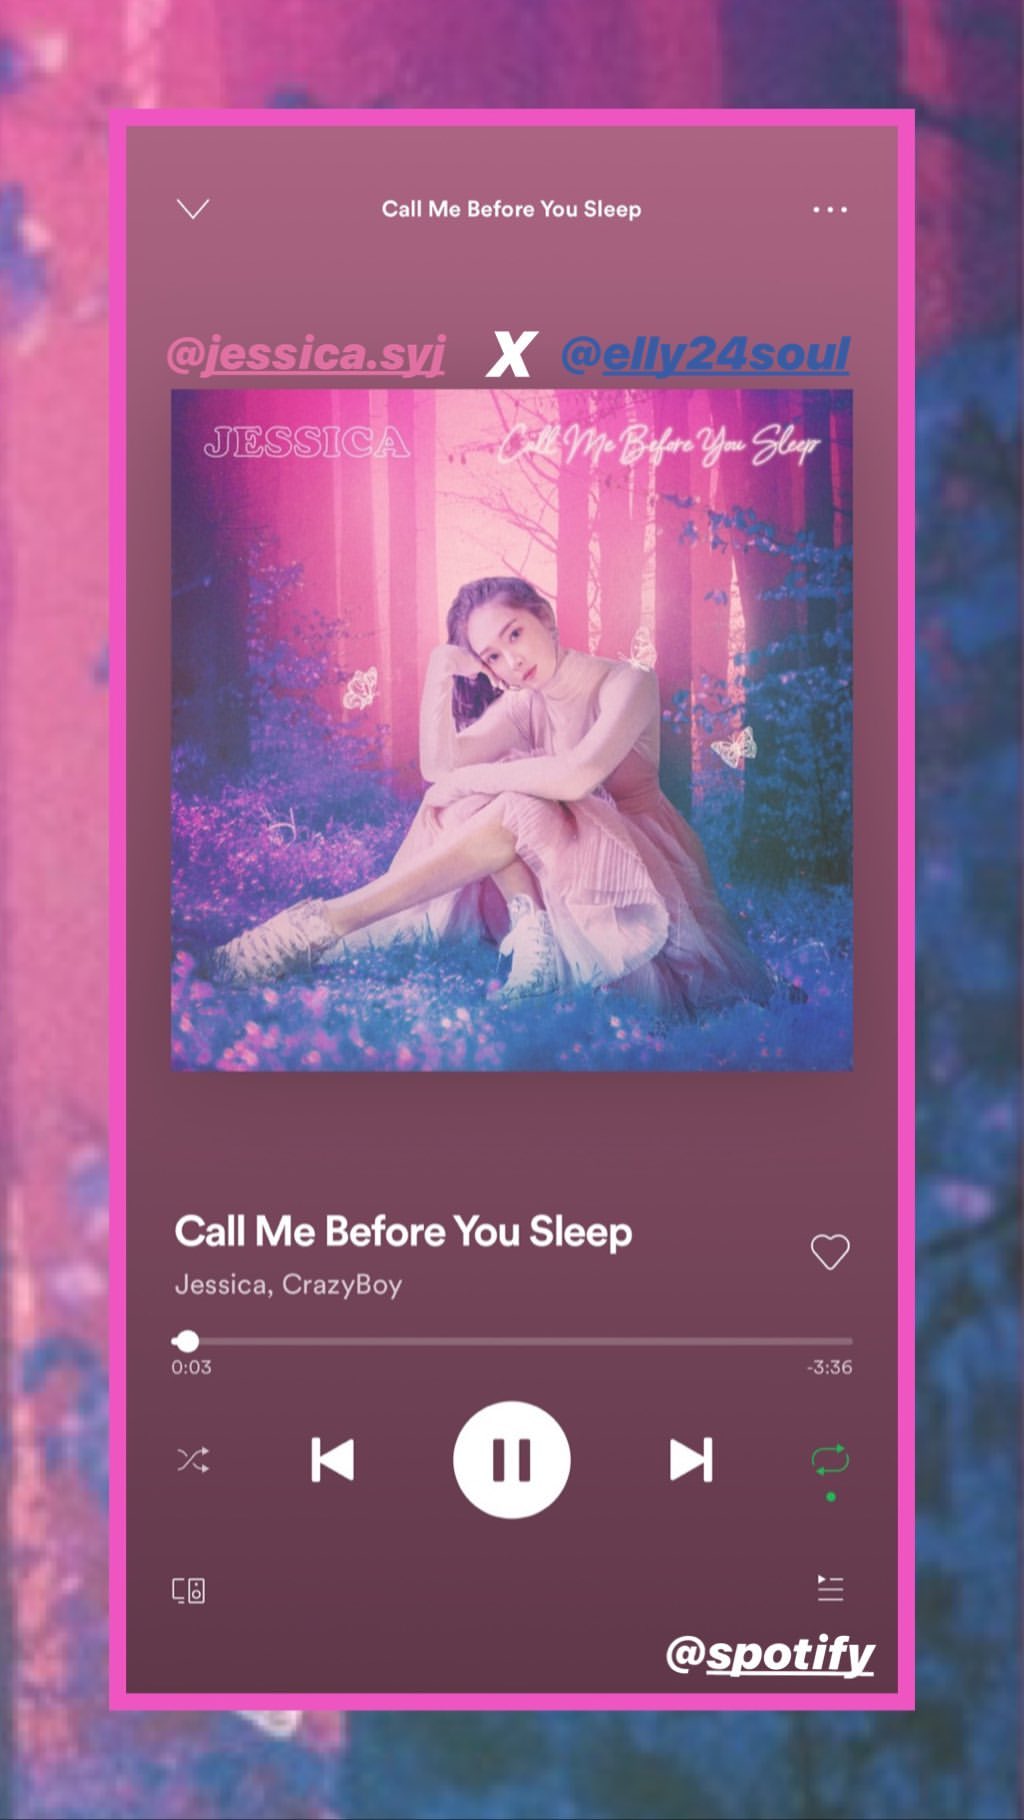 Call Me Before You Sleep
@jessica.syj X @elly24soul
JESSICA Call Me Before You Sleep
Call Me Before You Sleep
Jessica, CrazyBoy
0:03 -3:36
@spotify